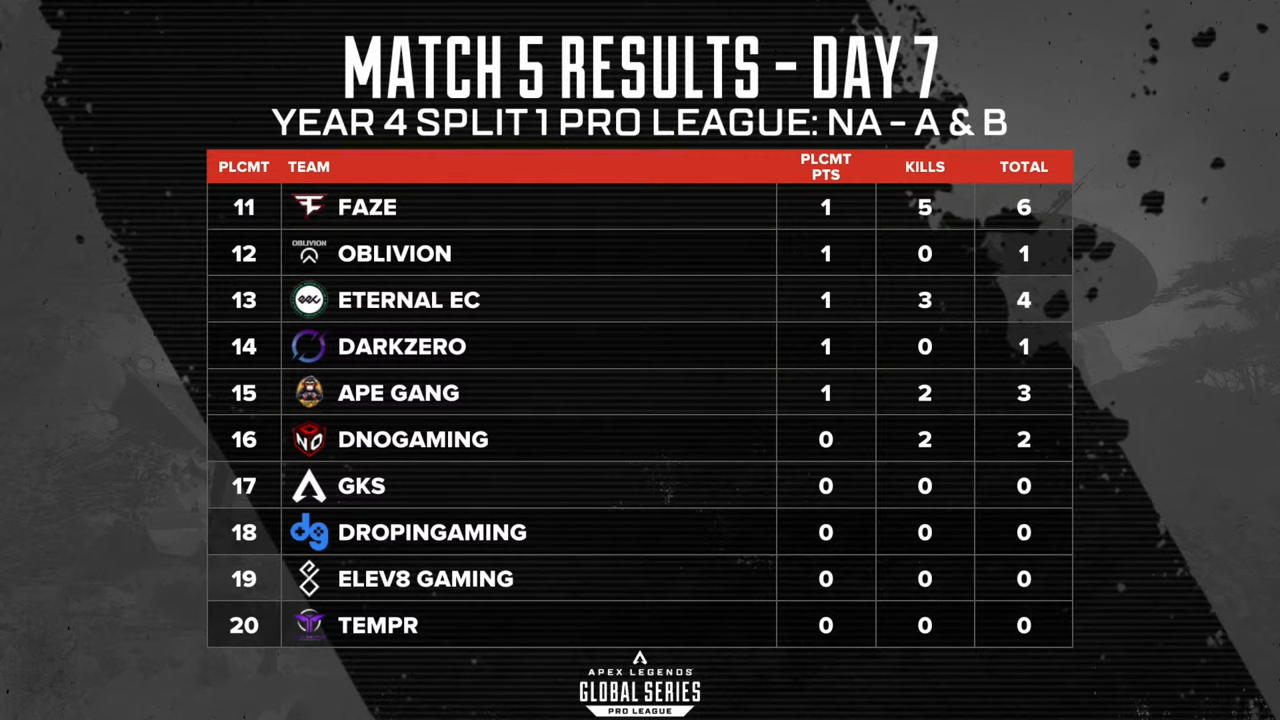 MATCH 5 RESULTS - DAY 7
YEAR 4 SPLIT 1 PRO LEAGUE: NA - A & B
PLCMT TEAM PLCMT PTS KILLS TOTAL
11 FAZE 1 5 6
12 OBLIVION OBLIVION 1 0 1
13 eec ETERNAL EC 1 3 4
14 DARKZERO 1 0 1
15 APE GANG 1 2 3
16 NO DNOGAMING 0 2 2
17 GKS 0 0 0
18 dg DROPINGAMING 0 0 0
19 ELEV8 GAMING 0 0 0
20 TEMPR 0 0 0
APEX LEGENDS
GLOBAL SERIES
PRO LEAGUE